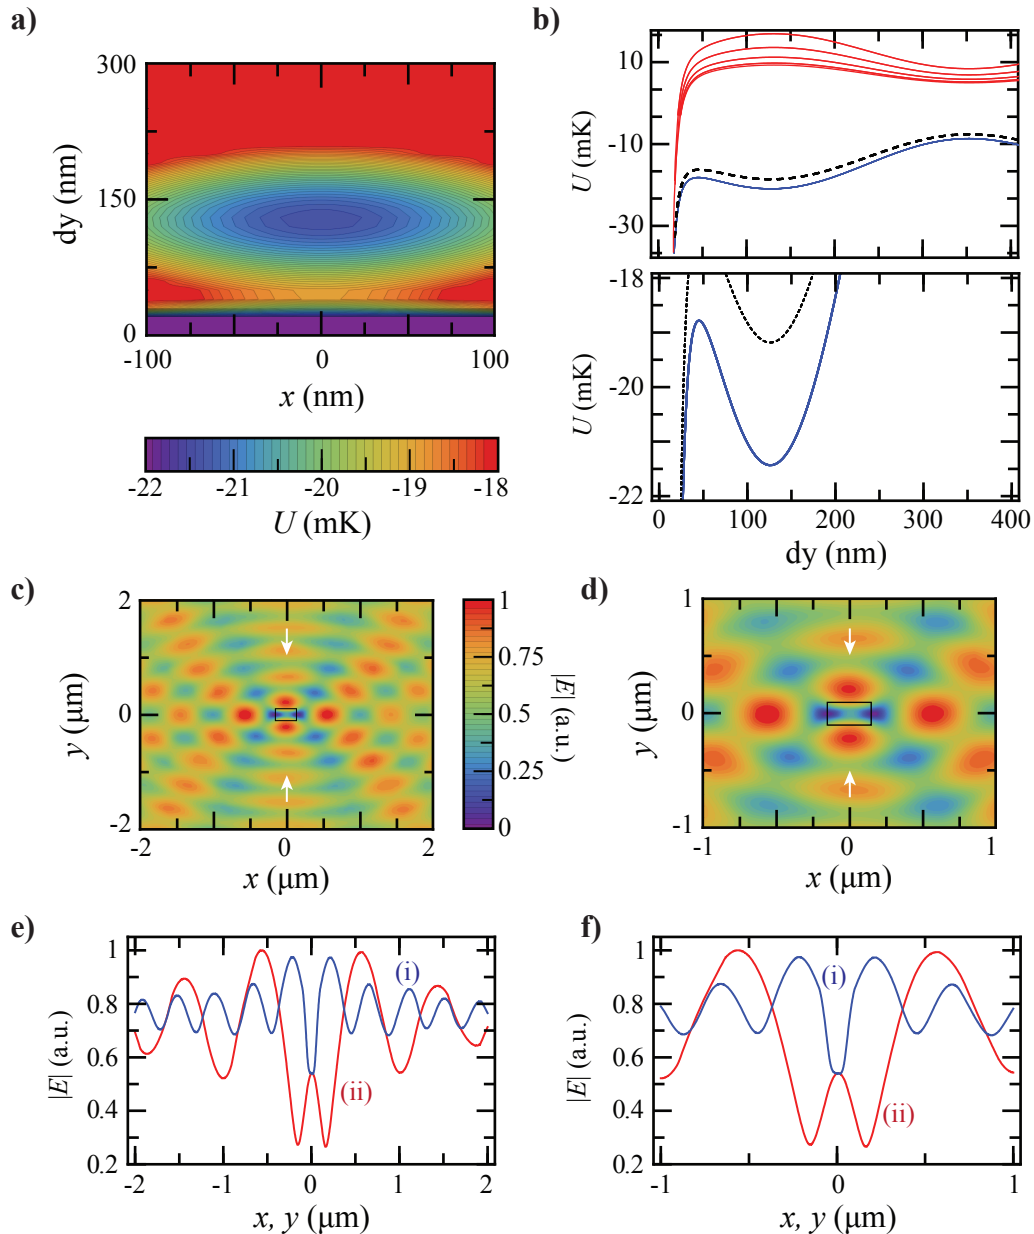 a)
300
150
0
dy (nm)
-100
0
100
x (nm)
-22
-21
-20
-19
-18
U (mK)
b)
10
-10
-30
U (mK)
-18
-20
-22
U (mK)
0
100
200
300
400
dy (nm)
c)
2
0
-2
y (μm)
-2
0
2
x (μm)
1
0.75
0.5
0.25
0
|E| (a.u.)
d)
1
0
-1
y (μm)
-1
0
1
x (μm)
e)
1
0.8
0.6
0.4
0.2
|E| (a.u.)
(i)
(ii)
-2
-1
0
1
2
x, y (μm)
f)
1
0.8
0.6
0.4
0.2
|E| (a.u.)
(i)
(ii)
-1
0
1
x, y (μm)